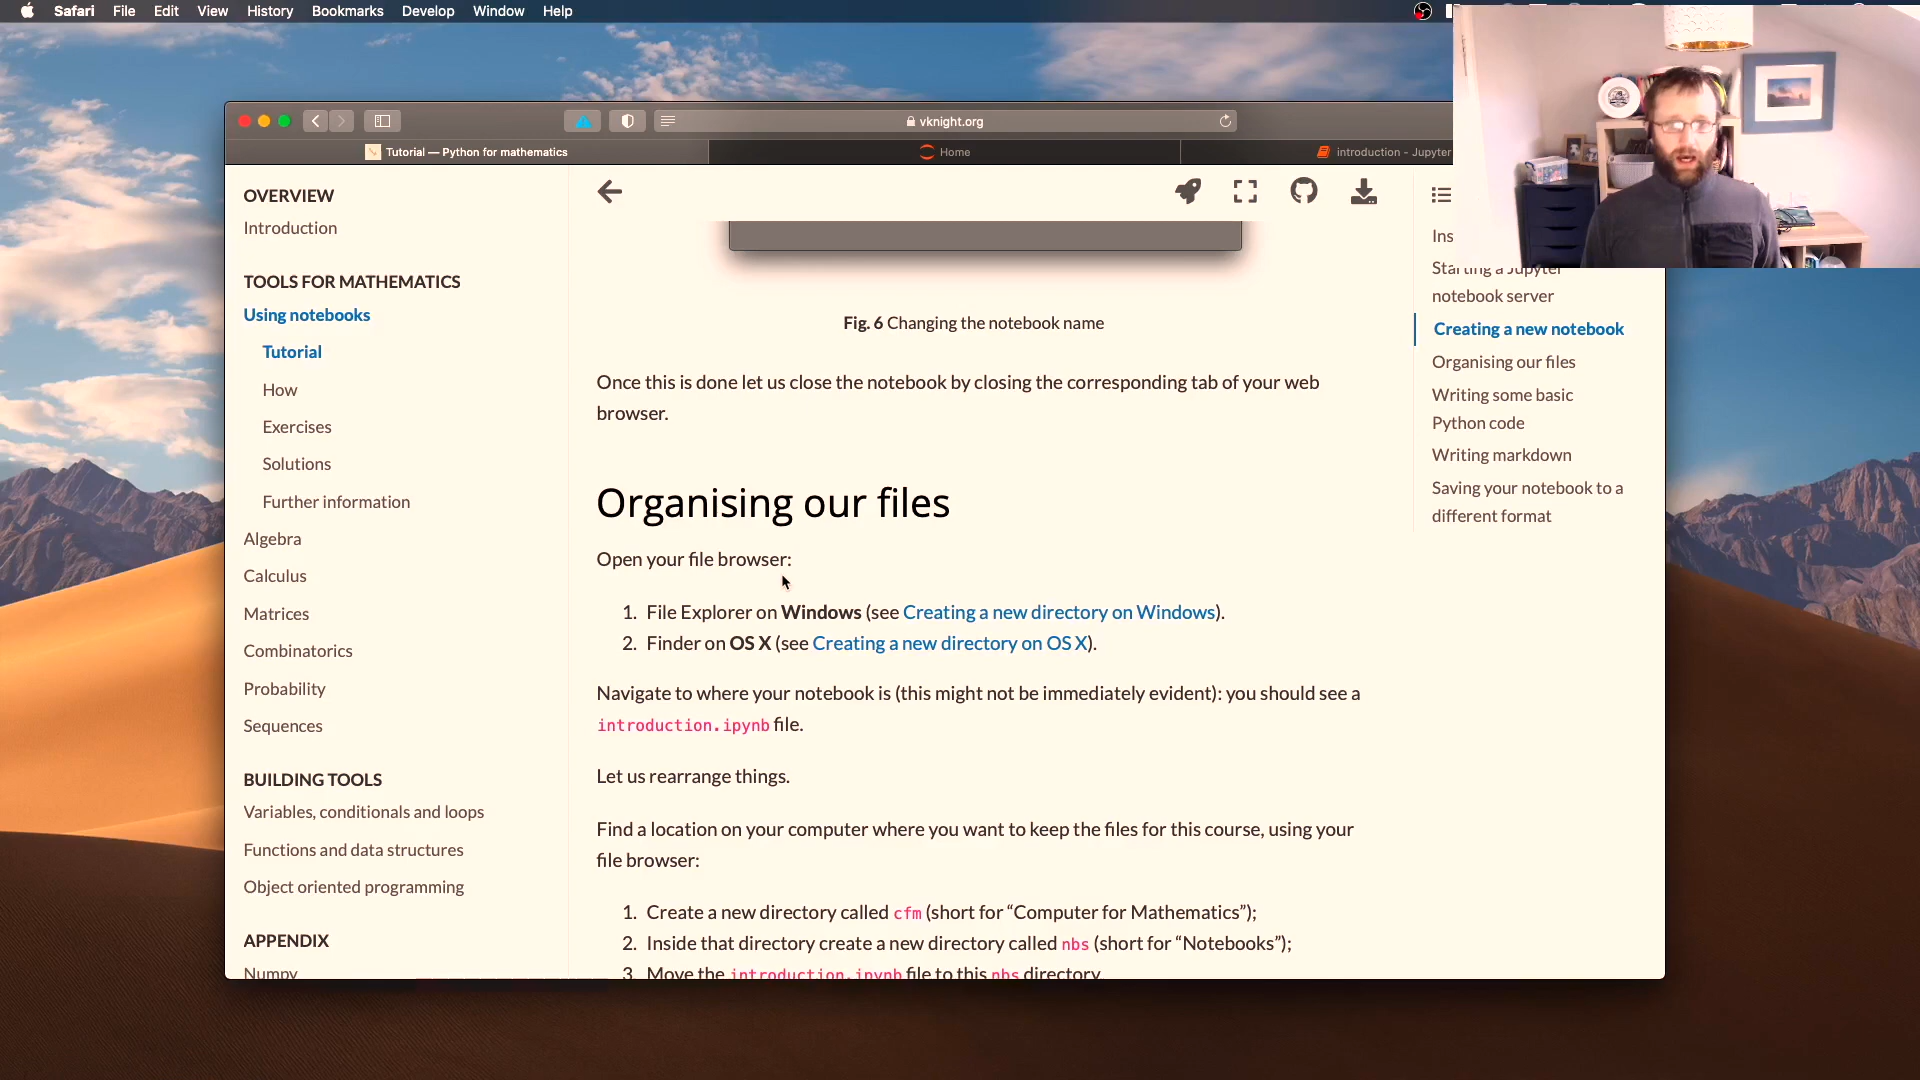 Safari File Edit View History Bookmarks Develop Window Help
vknight.org
Tutorial — Python for mathematics
Home
introduction - Jupyter
OVERVIEW
Introduction
TOOLS FOR MATHEMATICS
Using notebooks
Tutorial
How
Exercises
Solutions
Further information
Algebra
Calculus
Matrices
Combinatorics
Probability
Sequences
BUILDING TOOLS
Variables, conditionals and loops
Functions and data structures
Object oriented programming
APPENDIX
Numpy
Fig. 6 Changing the notebook name
Once this is done let us close the notebook by closing the corresponding tab of your web
browser.
Organising our files
Open your file browser:
1. File Explorer on Windows (see Creating a new directory on Windows).
2. Finder on OS X (see Creating a new directory on OS X).
Navigate to where your notebook is (this might not be immediately evident): you should see a
introduction.ipynb file.
Let us rearrange things.
Find a location on your computer where you want to keep the files for this course, using your
file browser:
1. Create a new directory called cfm (short for “Computer for Mathematics”);
2. Inside that directory create a new directory called nbs (short for “Notebooks”);
3. Move the introduction.ipynb file to this nbs directory.
Ins
Starting a Jupyter
notebook server
Creating a new notebook
Organising our files
Writing some basic
Python code
Writing markdown
Saving your notebook to a
different format